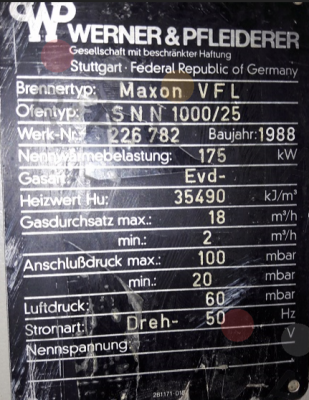 WP WERNER & PFLEIDERER
Gesellschaft mit beschränkter Haftung
Stuttgart · Federal Republic of Germany
Brennertyp: Maxon VFL
Ofentyp: SNN 1000/25
Werk-Nr.: 226 782 Baujahr: 1988
Nennwärmebelastung: 175 kW
Gasart: Evd-
Heizwert Hu: 35490 kJ/m³
Gasdurchsatz max.: 18 m³/h
min.: 2 m³/h
Anschlußdruck max.: 100 mbar
min.: 20 mbar
Luftdruck: 60 mbar
Stromart: Dreh- 50 Hz
Nennspannung: V